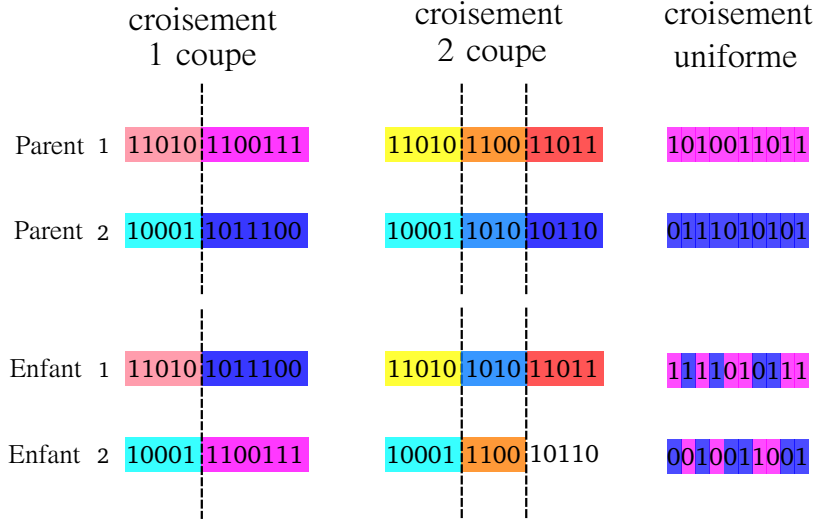 croisement 1 coupe
croisement 2 coupe
croisement uniforme
Parent 1 11010 1100111 11010 1100 11011 1010011011
Parent 2 10001 1011100 10001 1010 10110 0111010101
Enfant 1 11010 1011100 11010 1010 11011 1111010111
Enfant 2 10001 1100111 10001 1100 10110 0010011001